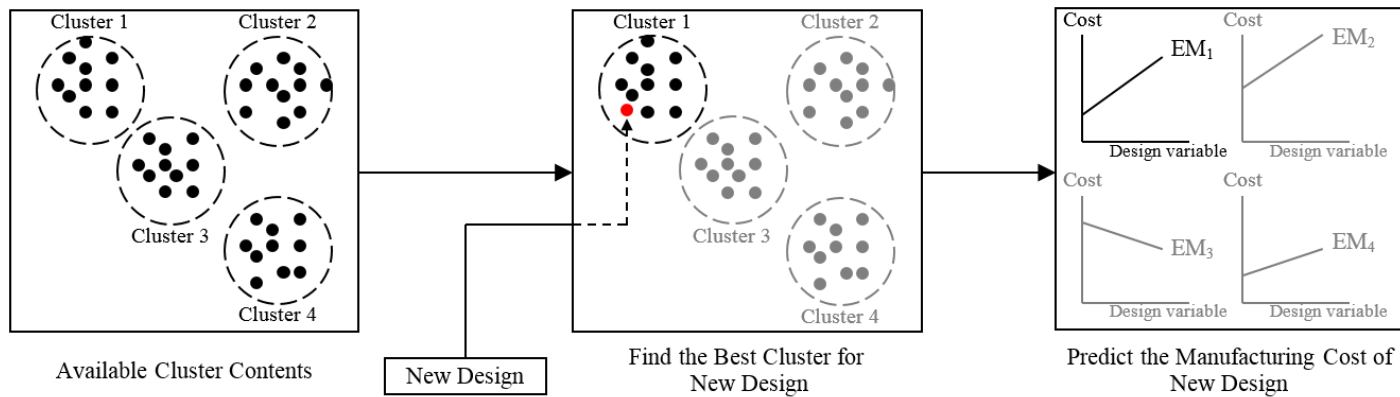 Cluster 1
Cluster 2
Cluster 3
Cluster 4
Available Cluster Contents
New Design
Cluster 1
Cluster 2
Cluster 3
Cluster 4
Find the Best Cluster for
New Design
Cost
EM₁
Design variable
Cost
EM₂
Design variable
Cost
EM₃
Design variable
Cost
EM₄
Design variable
Predict the Manufacturing Cost of
New Design